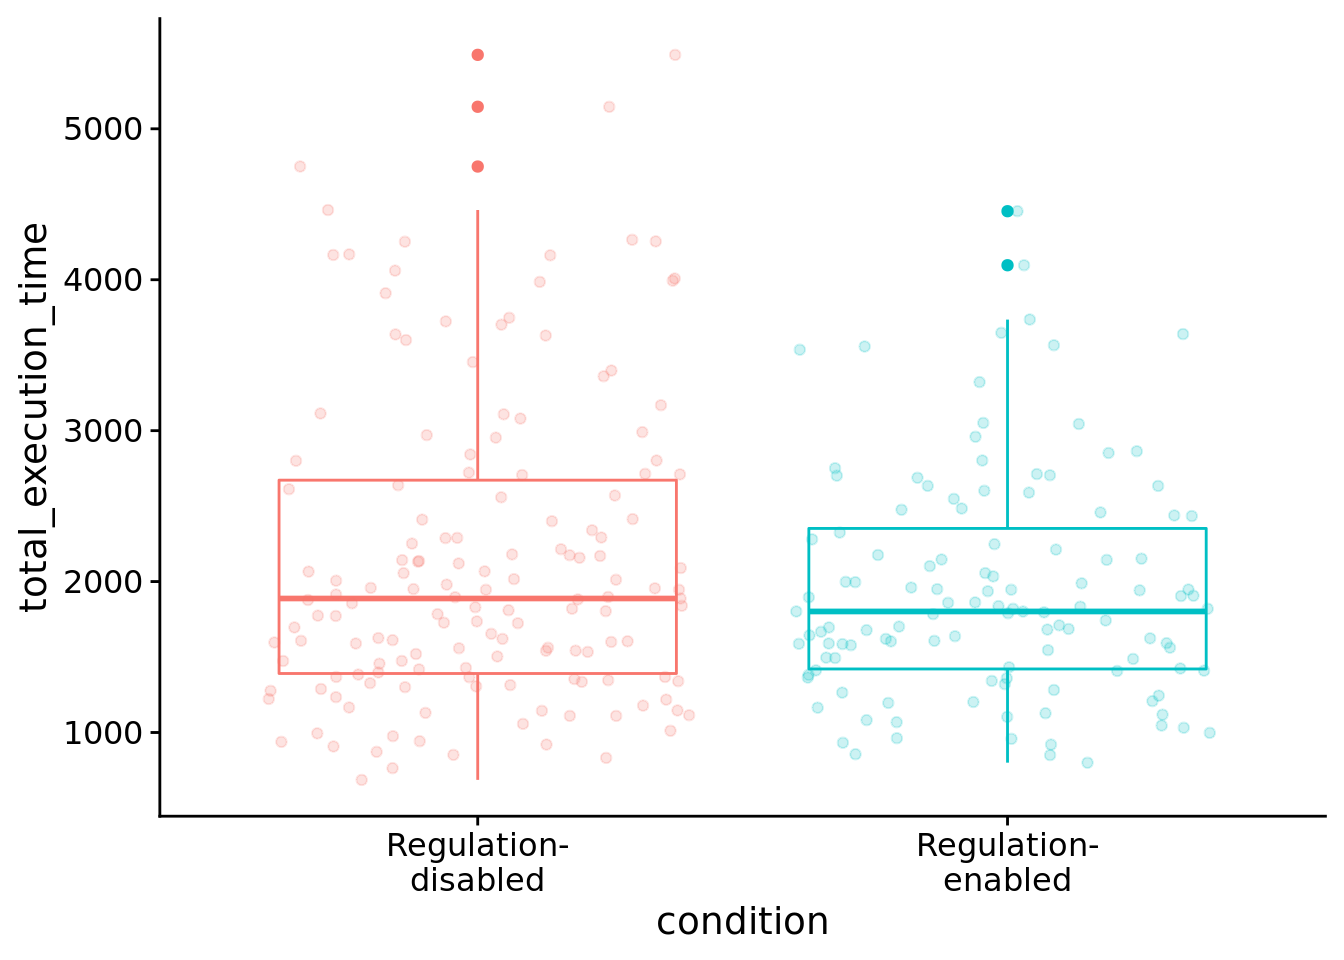 total_execution_time
5000
4000
3000
2000
1000
Regulation-
disabled
Regulation-
enabled
condition